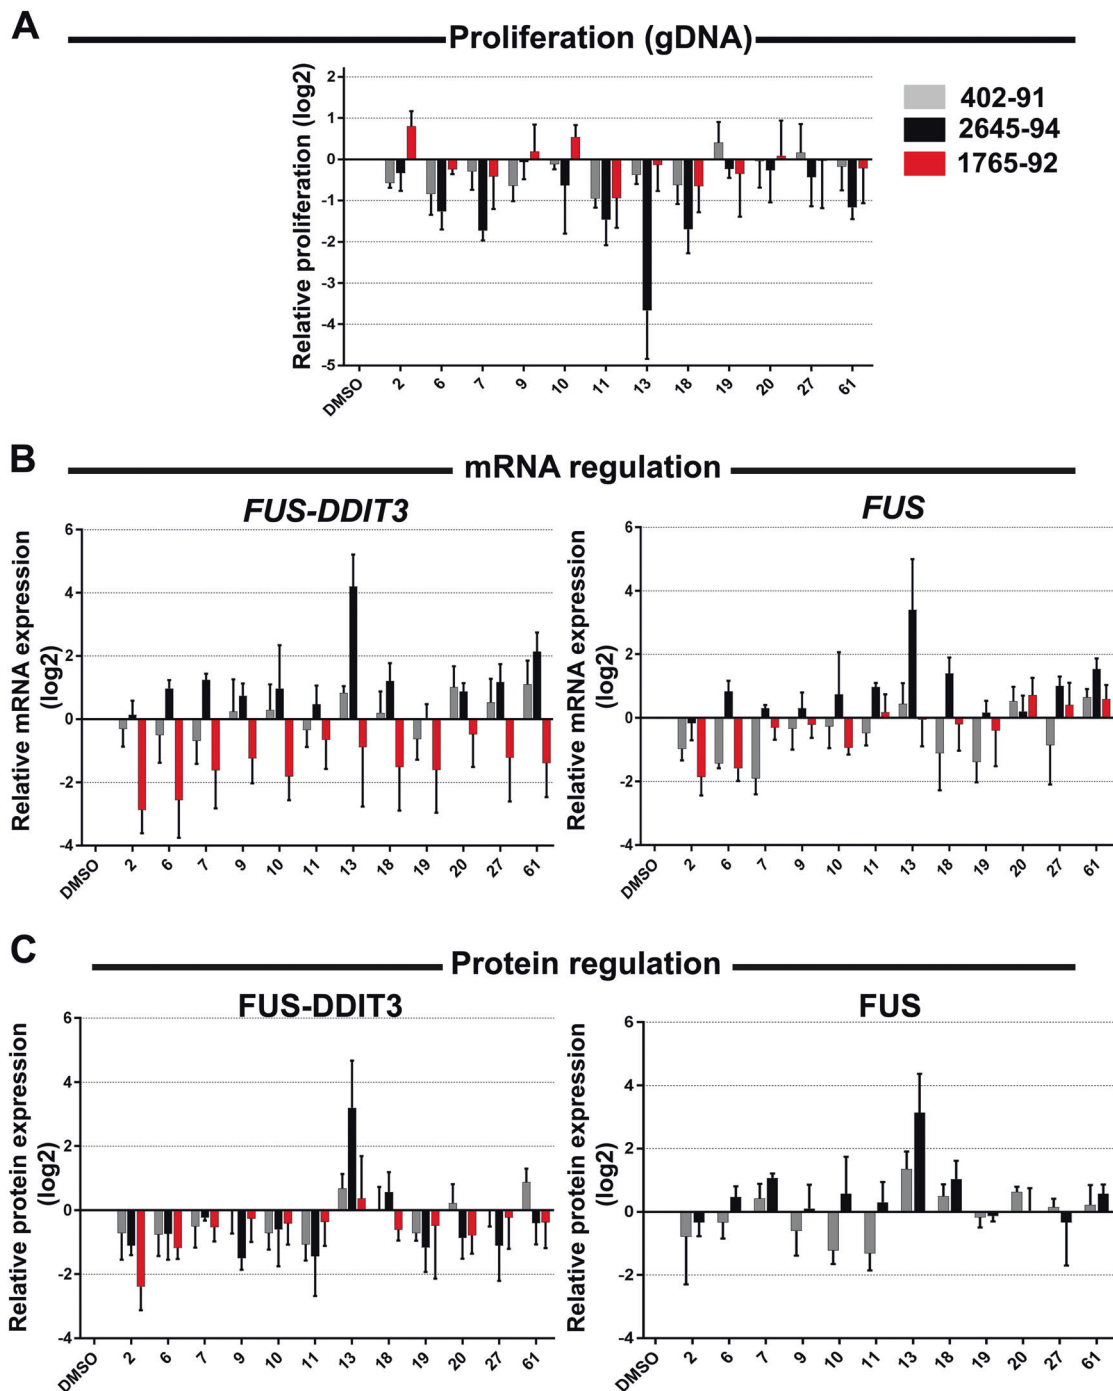 A
Proliferation (gDNA)
Relative proliferation (log2)
2
1
0
-1
-2
-3
-4
-5
DMSO 2 6 7 9 10 11 13 18 19 20 27 61
402-91
2645-94
1765-92
B
mRNA regulation
FUS-DDIT3
Relative mRNA expression
(log2)
6
4
2
0
-2
-4
DMSO 2 6 7 9 10 11 13 18 19 20 27 61
FUS
Relative mRNA expression
(log2)
6
4
2
0
-2
-4
DMSO 2 6 7 9 10 11 13 18 19 20 27 61
C
Protein regulation
FUS-DDIT3
Relative protein expression
(log2)
6
4
2
0
-2
-4
DMSO 2 6 7 9 10 11 13 18 19 20 27 61
FUS
Relative protein expression
(log2)
6
4
2
0
-2
-4
DMSO 2 6 7 9 10 11 13 18 19 20 27 61